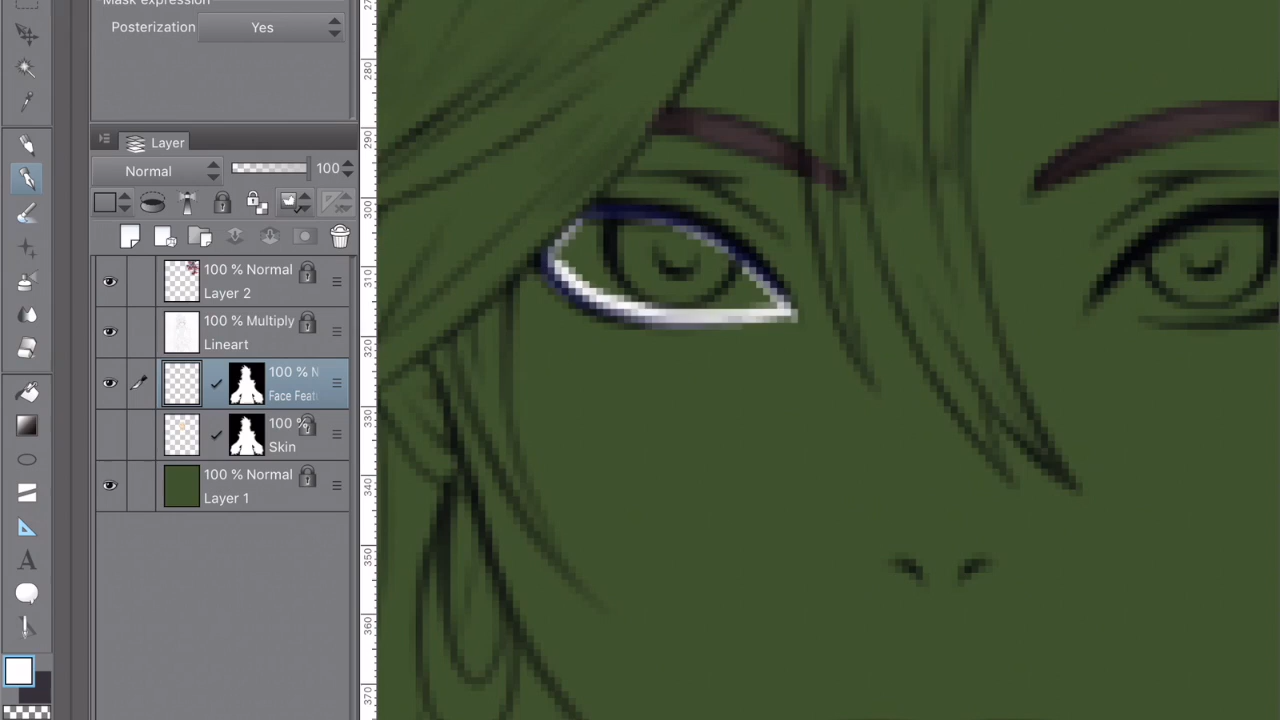 Mask expression
Posterization Yes
Layer
Normal 100
100 % Normal
Layer 2
100 % Multiply
Lineart
100 % N
Face Feat
100 %
Skin
100 % Normal
Layer 1
280
290
300
310
320
330
340
350
360
370